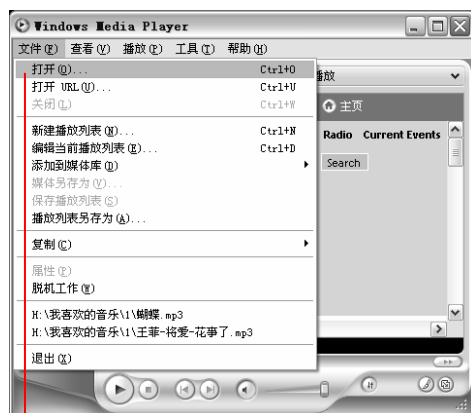 Windows Media Player
文件(F) 查看(V) 播放(P) 工具(T) 帮助(H)
打开(O)... Ctrl+O
打开 URL(U)... Ctrl+U
关闭(L) Ctrl+W
新建播放列表(N)... Ctrl+N
编辑当前播放列表(E)... Ctrl+D
添加到媒体库(D)
媒体另存为(V)...
保存播放列表(S)
播放列表另存为(A)...
复制(C)
属性(P)
脱机工作(W)
H:\我喜欢的音乐\1\蝴蝶.mp3
H:\我喜欢的音乐\1\王菲-将爱-花事了.mp3
退出(X)
播放
主页
Radio Current Events
Search